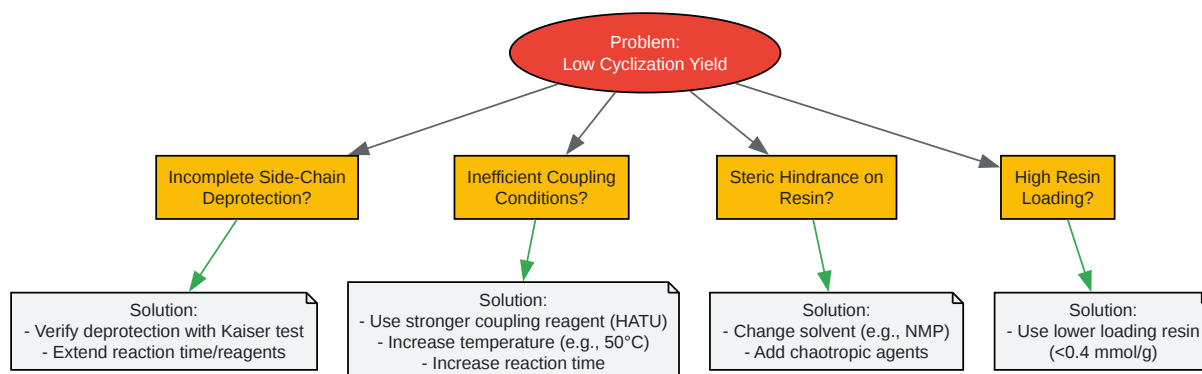 Problem:
Low Cyclization Yield
Incomplete Side-Chain
Deprotection?
Inefficient Coupling
Conditions?
Steric Hindrance on
Resin?
High Resin
Loading?
Solution:
- Verify deprotection with Kaiser test
- Extend reaction time/reagents
Solution:
- Use stronger coupling reagent (HATU)
- Increase temperature (e.g., 50°C)
- Increase reaction time
Solution:
- Change solvent (e.g., NMP)
- Add chaotropic agents
Solution:
- Use lower loading resin
(<0.4 mmol/g)